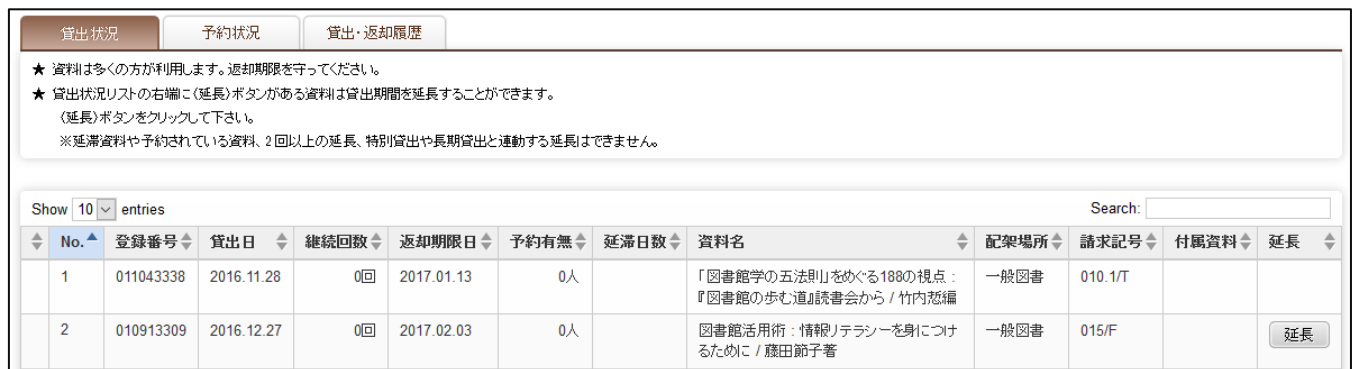 貸出状況 予約状況 貸出・返却履歴
★ 資料は多くの方が利用します。返却期限を守ってください。
★ 貸出状況リストの右端に〈延長〉ボタンがある資料は貸出期間を延長することができます。
〈延長〉ボタンをクリックして下さい。
※延滞資料や予約されている資料、2回以上の延長、特別貸出や長期貸出と連動する延長はできません。
Show 10 entries Search:
No. 登録番号 貸出日 継続回数 返却期限日 予約有無 延滞日数 資料名 配架場所 請求記号 付属資料 延長
1 011043338 2016.11.28 0回 2017.01.13 0人 「図書館学の五法則」をめぐる188の視点 : 一般図書 010.1/T
『図書館の歩む道』読書会から / 竹内悊編
2 010913309 2016.12.27 0回 2017.02.03 0人 図書館活用術 : 情報リテラシーを身につけ 一般図書 015/F 延長
るために / 藤田節子著